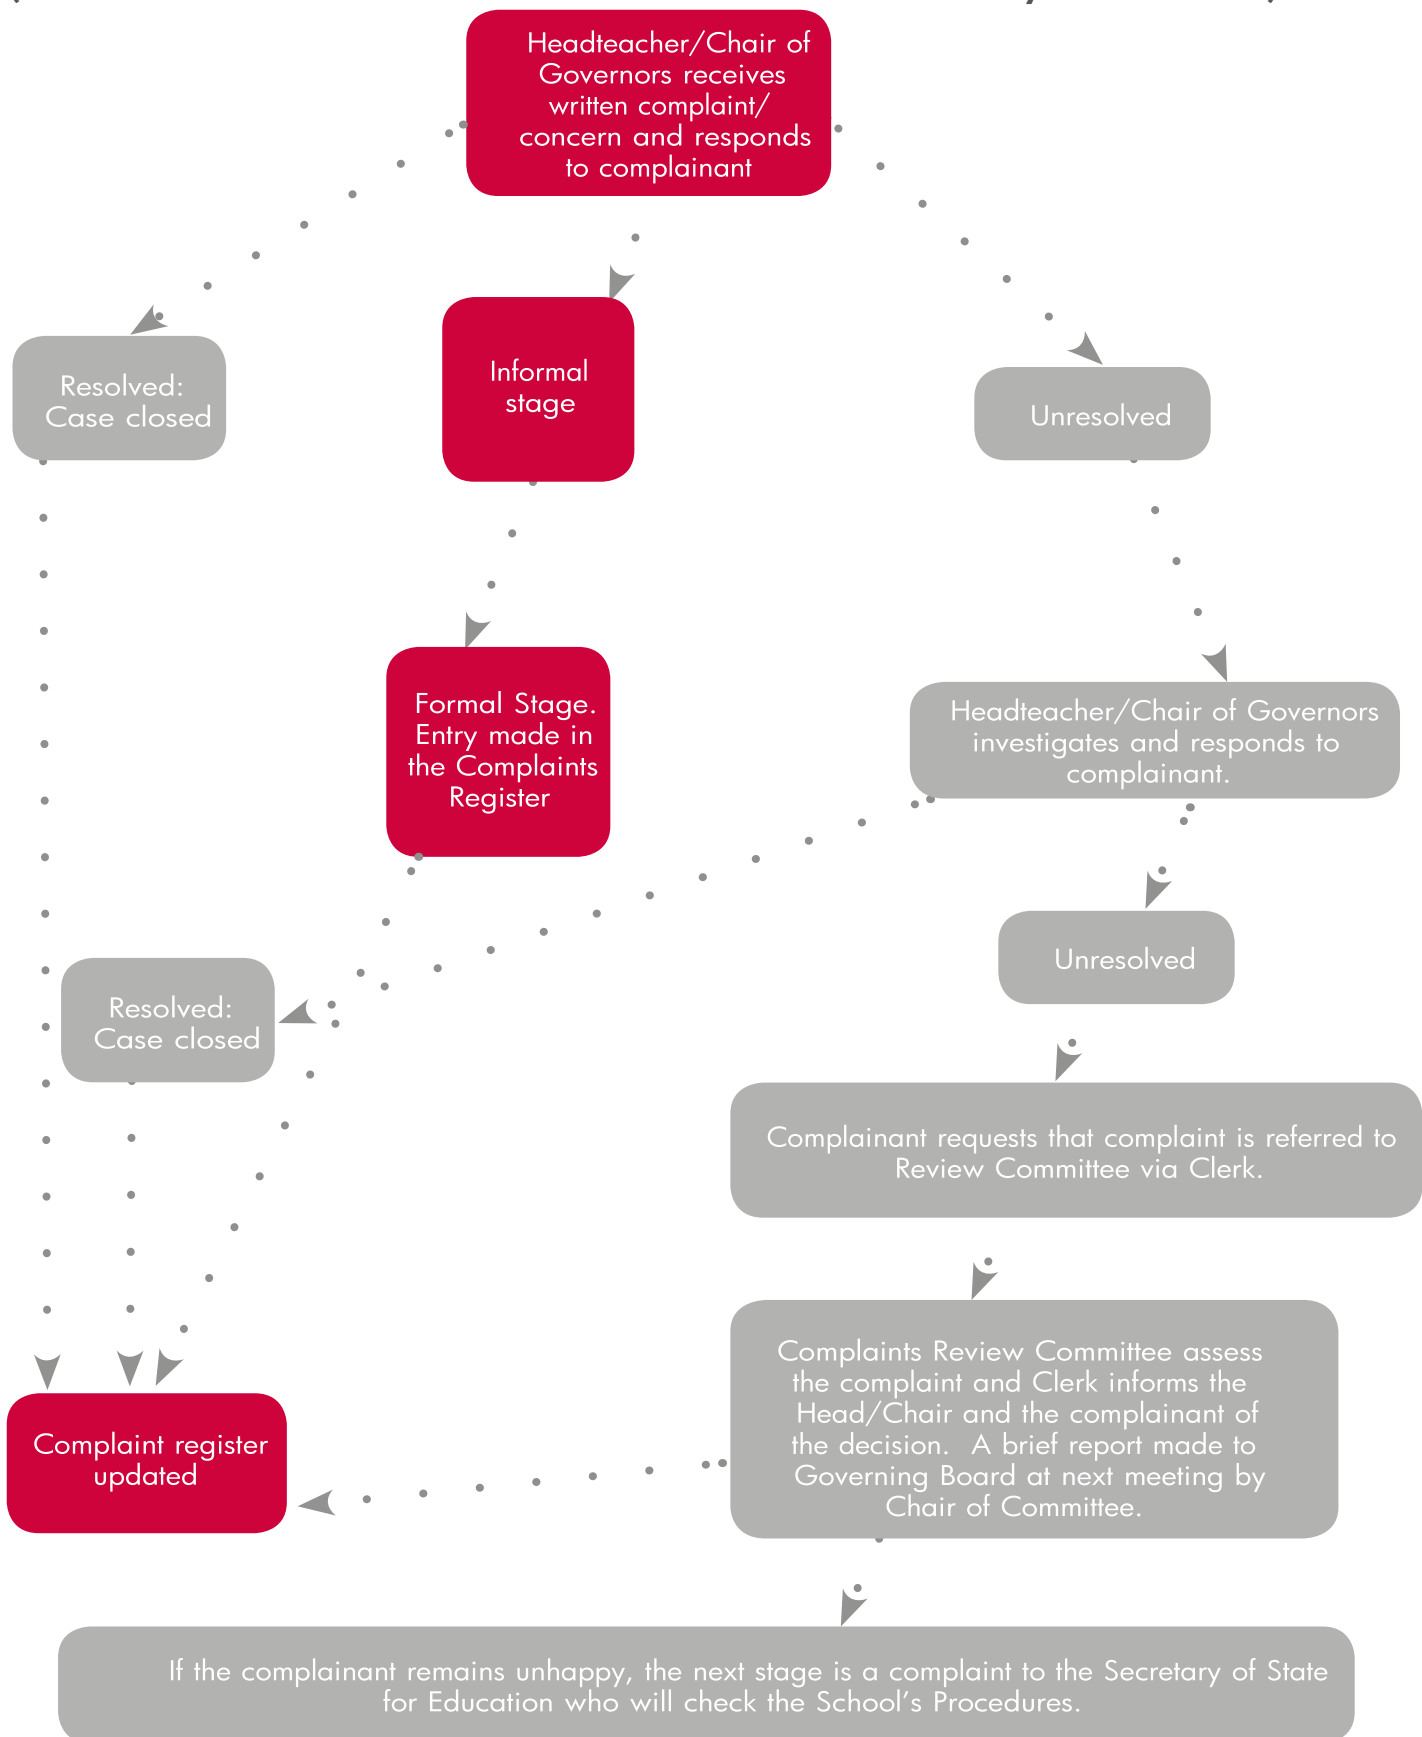 Headteacher/Chair of
Governors receives
written complaint/
concern and responds
to complainant
Resolved:
Case closed
Informal
stage
Unresolved
Formal Stage.
Entry made in
the Complaints
Register
Headteacher/Chair of Governors
investigates and responds to
complainant.
Resolved:
Case closed
Unresolved
Complainant requests that complaint is referred to
Review Committee via Clerk.
Complaints Review Committee assess
the complaint and Clerk informs the
Head/Chair and the complainant of
the decision.  A brief report made to
Governing Board at next meeting by
Chair of Committee.
Complaint register
updated
If the complainant remains unhappy, the next stage is a complaint to the Secretary of State
for Education who will check the School’s Procedures.